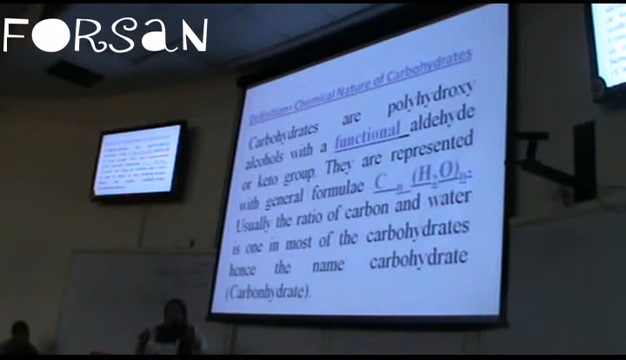 FORSAN
Definition: Chemical Nature of Carbohydrates
Carbohydrates are polyhydroxy
alcohols with a functional aldehyde
or keto group. They are represented
with general formulae Cn (H2O)n.
Usually the ratio of carbon and water
is one in most of the carbohydrates
hence the name carbohydrate
(Carbonhydrate).